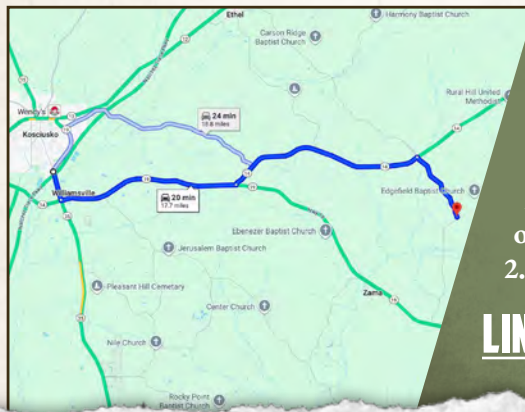 Ethel
Harmony Baptist Church
Carson Ridge
Baptist Church
Rural Hill United
Methodist
Wendy's
Kosciusko
24 min
Williamsville
20 min
17.7 miles
Edgefield Baptist Church
Ebenezer Baptist Church
Jerusalem Baptist Church
Pleasant Hill Cemetery
Center Church
Zama
Nile Church
Rocky Point
Baptist Church
o
2.
LIN